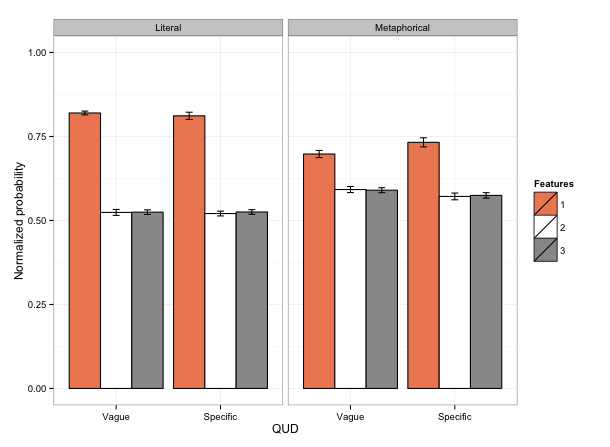 Literal
Metaphorical
1.00
0.75
0.50
0.25
0.00
Normalized probability
Vague
Specific
Vague
Specific
QUD
Features
1
2
3